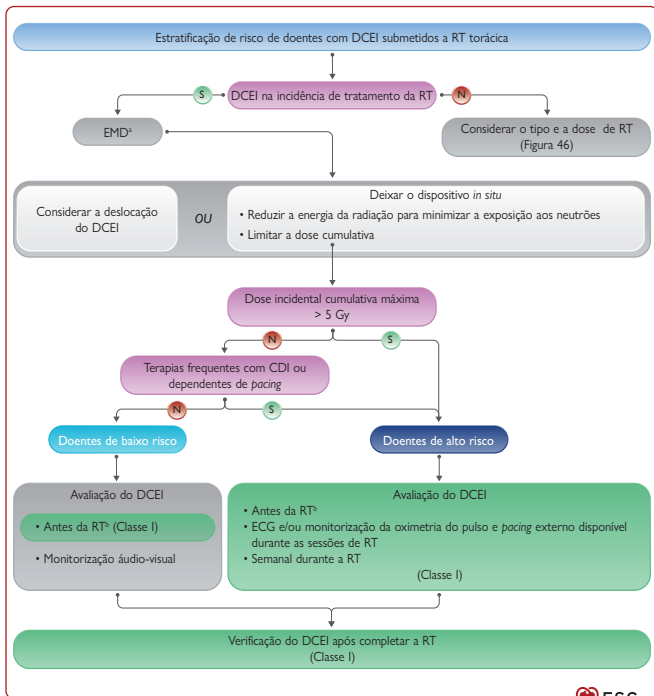 Estratificação de risco de doentes com DCEI submetidos a RT torácica
S
DCEI na incidência de tratamento da RT
N
EMDª
Considerar o tipo e a dose de RT
(Figura 46)
Considerar a deslocação
do DCEI
OU
Deixar o dispositivo in situ
• Reduzir a energia da radiação para minimizar a exposição aos neutrões
• Limitar a dose cumulativa
Dose incidental cumulativa máxima
> 5 Gy
N
S
Terapias frequentes com CDI ou
dependentes de pacing
N
S
Doentes de baixo risco
Doentes de alto risco
Avaliação do DCEI
• Antes da RTᵇ (Classe I)
• Monitorização áudio-visual
Avaliação do DCEI
• Antes da RTᵇ
• ECG e/ou monitorização da oximetria do pulso e pacing externo disponível
durante as sessões de RT
• Semanal durante a RT
(Classe I)
Verificação do DCEI após completar a RT
(Classe I)
ESC